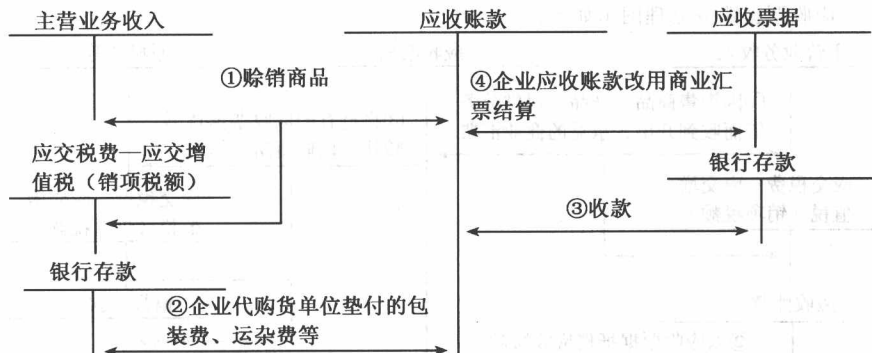 主营业务收入
应收账款
应收票据
①赊销商品
④企业应收账款改用商业汇
票结算
应交税费—应交增
值税（销项税额）
银行存款
③收款
银行存款
②企业代购货单位垫付的包
装费、运杂费等